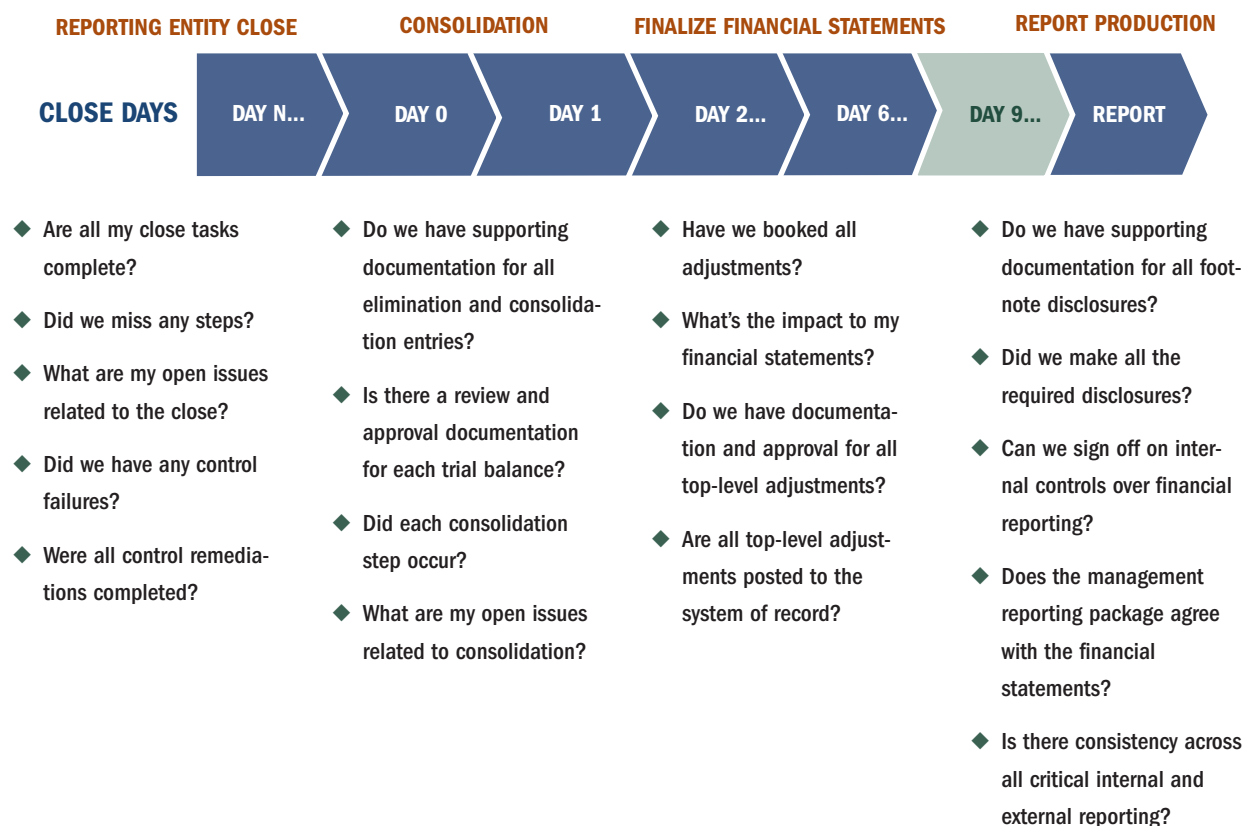 REPORTING ENTITY CLOSE
CONSOLIDATION
FINALIZE FINANCIAL STATEMENTS
REPORT PRODUCTION
CLOSE DAYS
DAY N...
DAY 0
DAY 1
DAY 2...
DAY 6...
DAY 9...
REPORT
◆ Are all my close tasks
complete?
◆ Did we miss any steps?
◆ What are my open issues
related to the close?
◆ Did we have any control
failures?
◆ Were all control remedia-
tions completed?
◆ Do we have supporting
documentation for all
elimination and consolida-
tion entries?
◆ Is there a review and
approval documentation
for each trial balance?
◆ Did each consolidation
step occur?
◆ What are my open issues
related to consolidation?
◆ Have we booked all
adjustments?
◆ What’s the impact to my
financial statements?
◆ Do we have documenta-
tion and approval for all
top-level adjustments?
◆ Are all top-level adjust-
ments posted to the
system of record?
◆ Do we have supporting
documentation for all foot-
note disclosures?
◆ Did we make all the
required disclosures?
◆ Can we sign off on inter-
nal controls over financial
reporting?
◆ Does the management
reporting package agree
with the financial
statements?
◆ Is there consistency across
all critical internal and
external reporting?